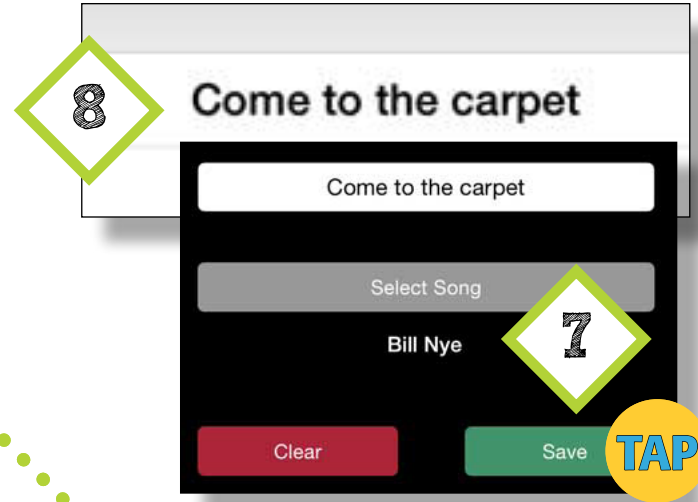 8
Come to the carpet
Come to the carpet
Select Song
Bill Nye
7
Clear
Save
TAP